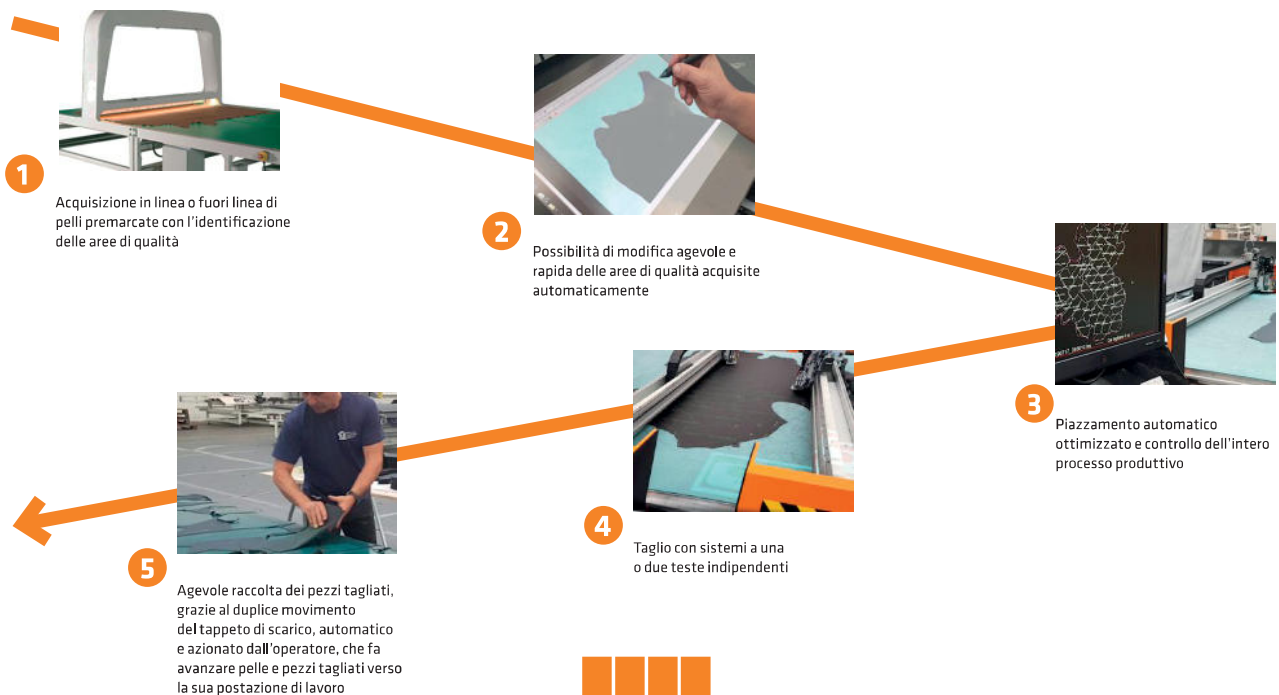 1
Acquisizione in linea o fuori linea di
pelli premarcate con l'identificazione
delle aree di qualità
2
Possibilità di modifica agevole e
rapida delle aree di qualità acquisite
automaticamente
3
Piazzamento automatico
ottimizzato e controllo dell'intero
processo produttivo
4
Taglio con sistemi a una
o due teste indipendenti
5
Agevole raccolta dei pezzi tagliati,
grazie al duplice movimento
del tappeto di scarico, automatico
e azionato dall'operatore, che fa
avanzare pelle e pezzi tagliati verso
la sua postazione di lavoro